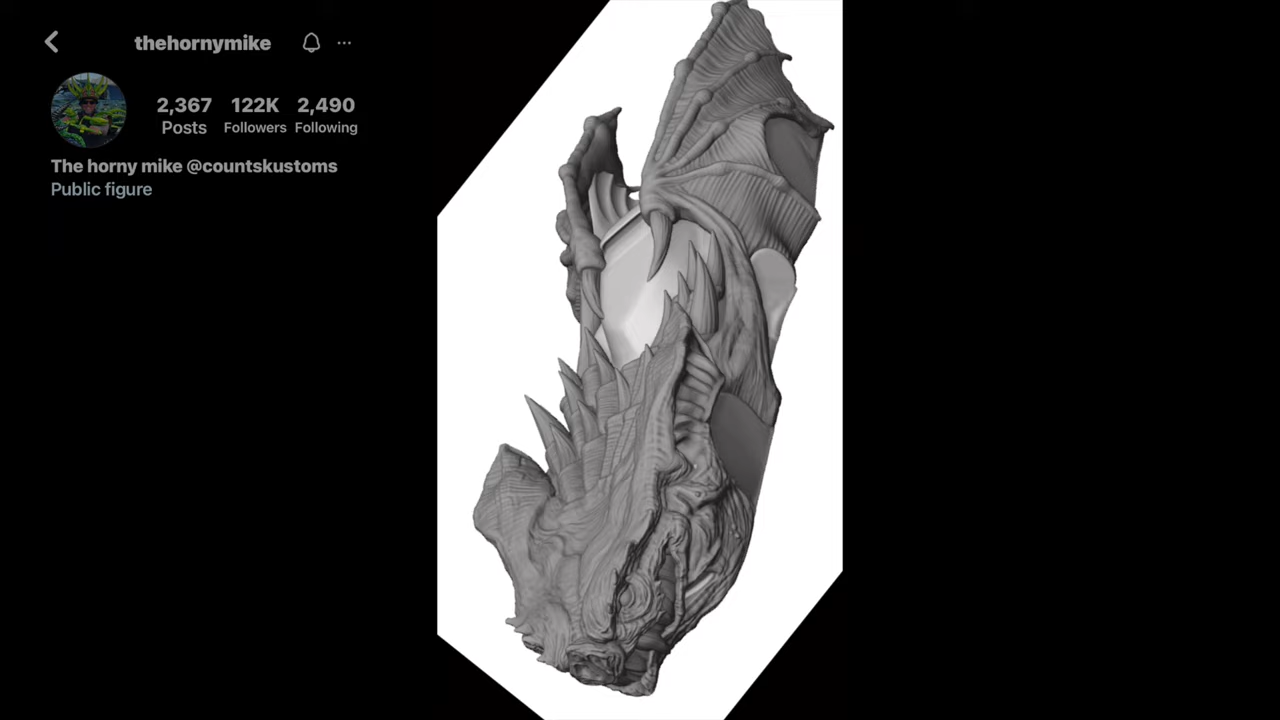 thehornymike
2,367 122K 2,490
Posts Followers Following
The horny mike @countskustoms
Public figure